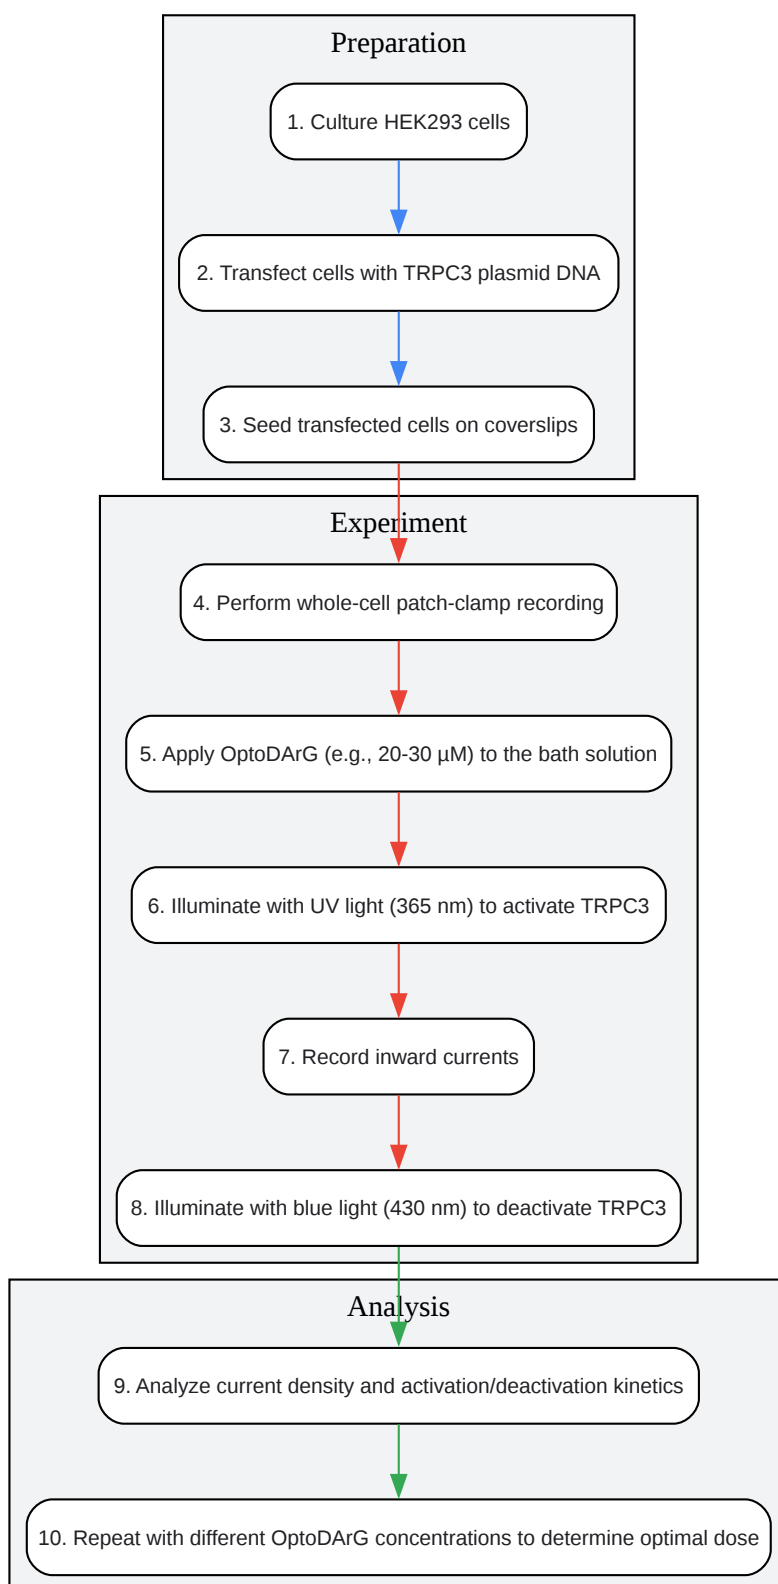 Preparation
1. Culture HEK293 cells
2. Transfect cells with TRPC3 plasmid DNA
3. Seed transfected cells on coverslips
Experiment
4. Perform whole-cell patch-clamp recording
5. Apply OptoDArG (e.g., 20-30 µM) to the bath solution
6. Illuminate with UV light (365 nm) to activate TRPC3
7. Record inward currents
8. Illuminate with blue light (430 nm) to deactivate TRPC3
Analysis
9. Analyze current density and activation/deactivation kinetics
10. Repeat with different OptoDArG concentrations to determine optimal dose